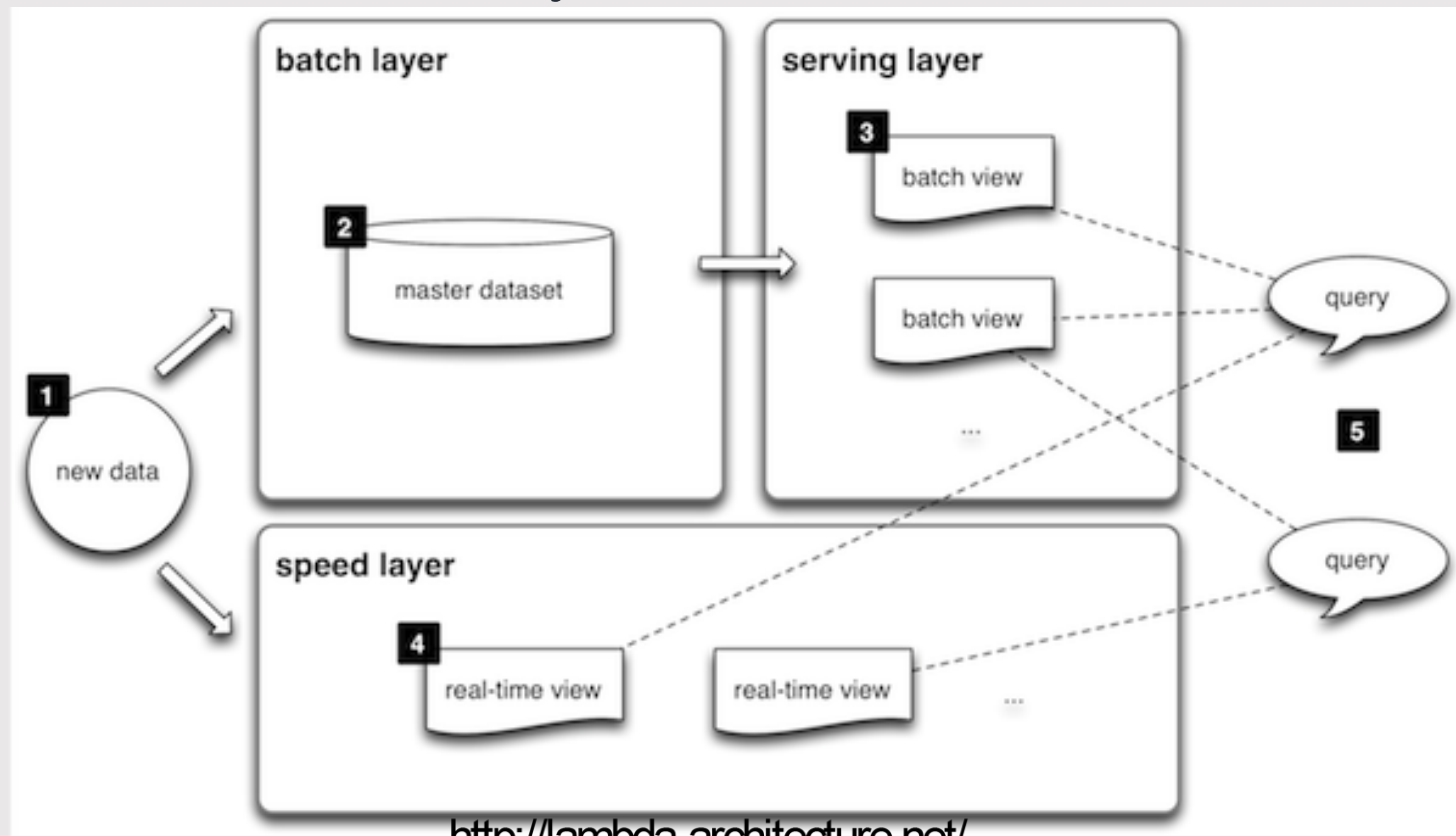 batch layer
serving layer
3
batch view
2
master dataset
batch view
query
1
new data
...
5
speed layer
query
4
real-time view
real-time view
...
http://lambda-architecture.net/